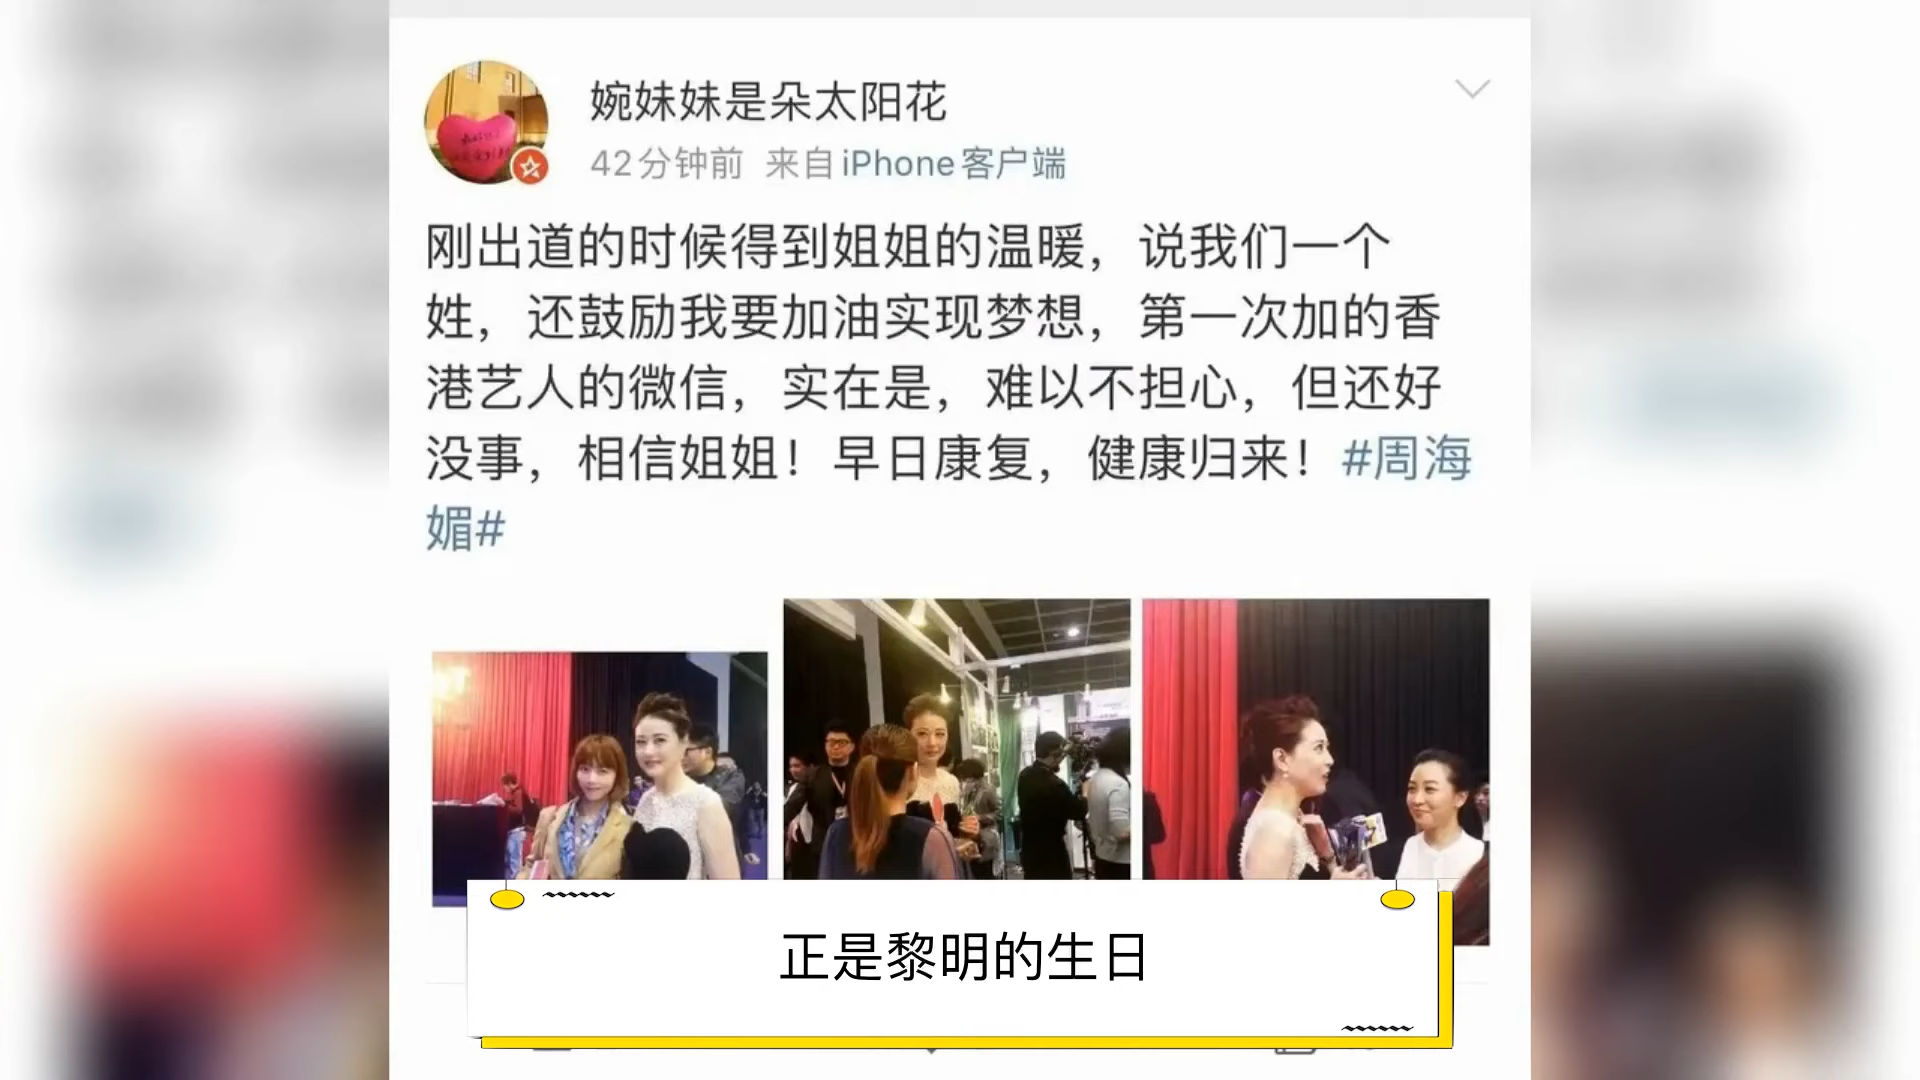 婉妹妹是朵太阳花
42分钟前 来自iPhone客户端
刚出道的时候得到姐姐的温暖，说我们一个
姓，还鼓励我要加油实现梦想，第一次加的香
港艺人的微信，实在是，难以不担心，但还好
没事，相信姐姐！早日康复，健康归来！#周海
媚#
正是黎明的生日